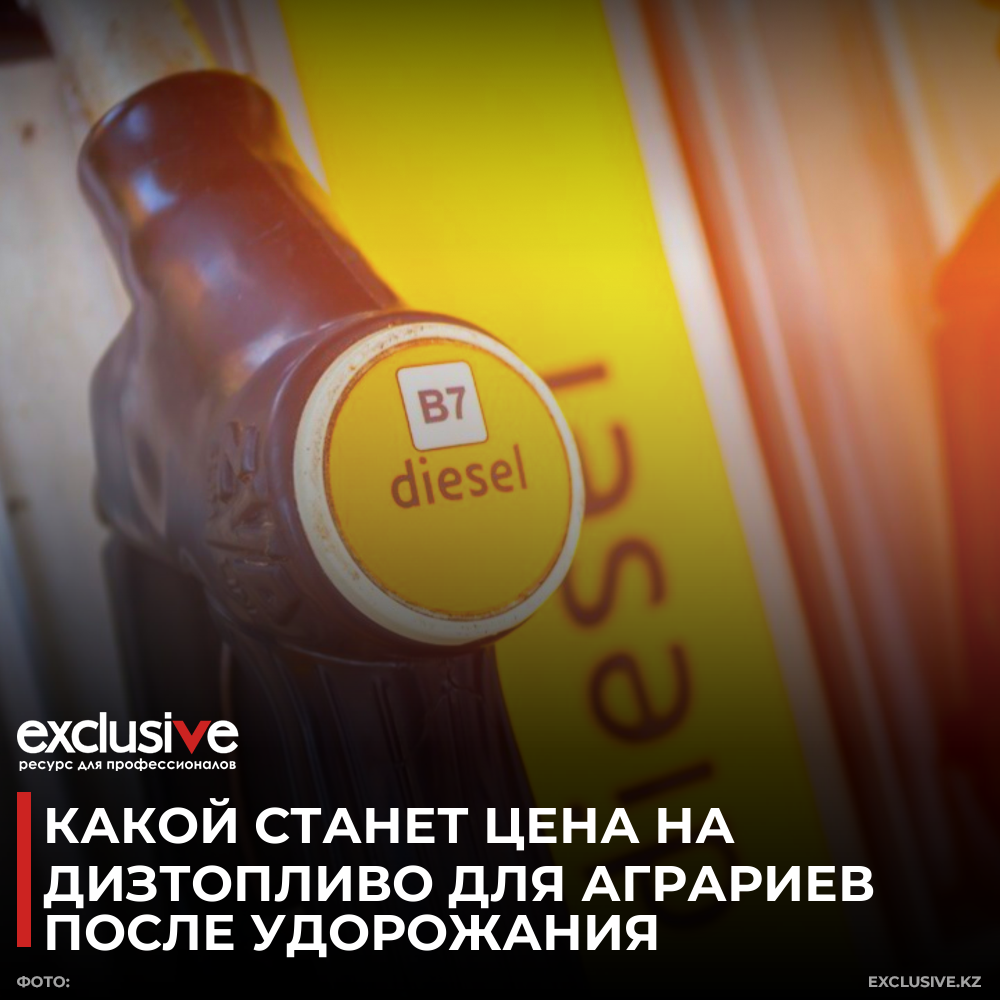 B7
diesel
diesel
exclusive
ресурс для профессионалов
КАКОЙ СТАНЕТ ЦЕНА НА
ДИЗТОПЛИВО ДЛЯ АГРАРИЕВ
ПОСЛЕ УДОРОЖАНИЯ
ФОТО:
EXCLUSIVE.KZ